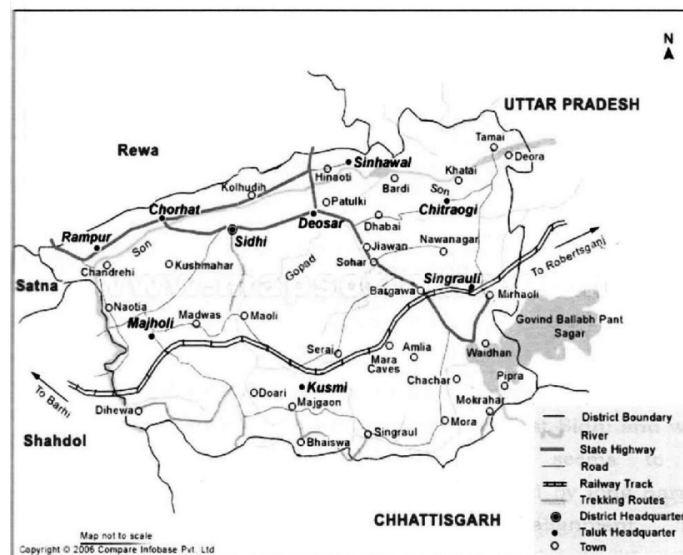 N
UTTAR PRADESH
Rewa
Tamai
Deora
Sinhawal
Hinaoti
Bardi
Khatai
Son
Kolhudih
Patulki
Chitraogi
Chorhat
Deosar
Dhabai
Rampur
Son
Sidhi
Jiawan
Nawanagar
Chandrehi
Kushmahar
Gopad
Sohar
Singrauli
To Robertsganj
Satna
Bargawa
Mirhaoli
Naotia
Madwas
Maoli
Govind Ballabh Pant
Sagar
Majholi
Serai
Mara
Caves
Amlia
Waidhan
To Barhi
Kusmi
Chachar
Pipra
Doari
Majgaon
Mokrahar
Dihewa
Mora
Shahdol
Bhaiswa
Singraul
CHHATTISGARH
District Boundary
River
State Highway
Road
Railway Track
Trekking Routes
District Headquarter
Taluk Headquarter
Town
Map not to scale
Copyright © 2006 Compare Infobase Pvt. Ltd